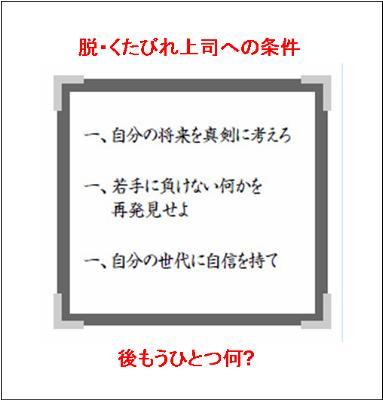 脱・くたびれ上司への条件
一、自分の将来を真剣に考えろ
一、若手に負けない何かを
再発見せよ
一、自分の世代に自信を持て
後もうひとつ何?